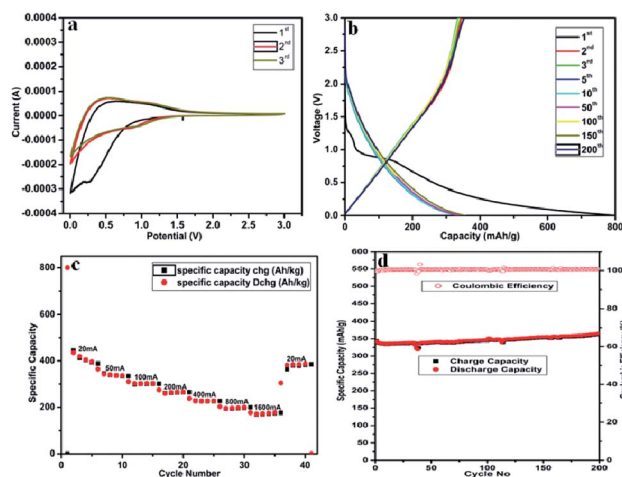 a
0.0004
0.0003
0.0002
0.0001
0.0000
-0.0001
-0.0002
-0.0003
-0.0004
Current (A)
1st
2nd
3rd
0.0 0.5 1.0 1.5 2.0 2.5 3.0
Potential (V)
b
3.0
2.5
2.0
1.5
1.0
0.5
0.0
Voltage (V)
1st
2nd
3rd
5th
10th
50th
100th
150th
200th
0 200 400 600 800
Capacity (mAh/g)
c
800
600
400
200
0
Specific Capacity
specific capacity chg (Ah/kg)
specific capacity Dchg (Ah/kg)
20mA
50mA
100mA
200mA
400mA
800mA
1600mA
20mA
0 10 20 30 40
Cycle Number
d
600
550
500
450
400
350
300
250
200
150
100
50
0
Specific Capacity (mAh/g)
Coulombic Efficiency
Charge Capacity
Discharge Capacity
100
80
60
40
20
0
0 50 100 150 200
Cycle No